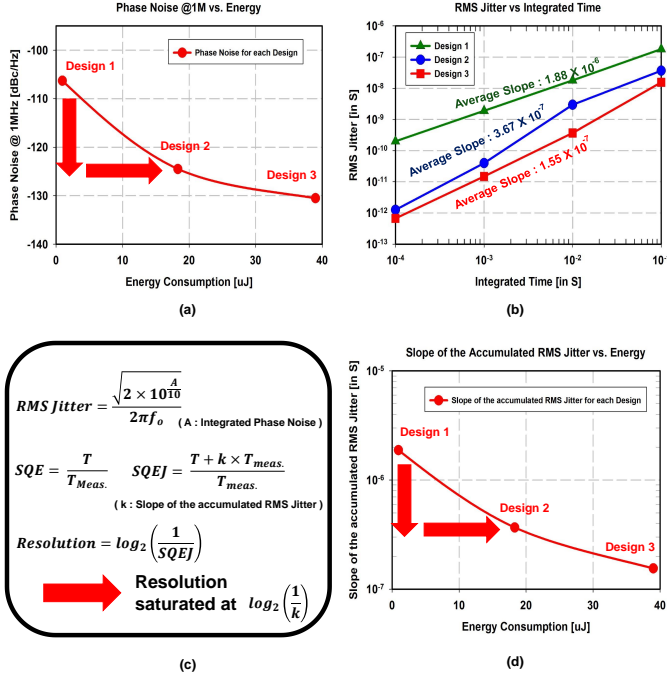 Phase Noise @1M vs. Energy
Phase Noise @ 1MHz [dBc/Hz]
-100
-110
-120
-130
-140
Phase Noise for each Design
Design 1
Design 2
Design 3
0 10 20 30 40
Energy Consumption [uJ]
(a)
RMS Jitter vs Integrated Time
RMS Jitter [in S]
10^-6
10^-7
10^-8
10^-9
10^-10
10^-11
10^-12
10^-13
Design 1
Design 2
Design 3
Average Slope : 1.88 X 10^-6
Average Slope : 3.67 X 10^-7
Average Slope : 1.55 X 10^-7
10^-4 10^-3 10^-2 10^-1
Integrated Time [in S]
(b)
RMS Jitter = √(2 × 10^(A/10)) / 2πf_o
( A : Integrated Phase Noise )
SQE = T / T_Meas. SQEJ = (T + k × T_meas.) / T_meas.
( k : Slope of the accumulated RMS Jitter )
Resolution = log_2 (1 / SQEJ)
Resolution
saturated at log_2 (1/k)
(c)
Slope of the Accumulated RMS Jitter vs. Energy
Slope of the accumulated RMS Jitter [in S]
10^-5
10^-6
10^-7
Slope of the accumulated RMS Jitter for each Design
Design 1
Design 2
Design 3
0 10 20 30 40
Energy Consumption [uJ]
(d)